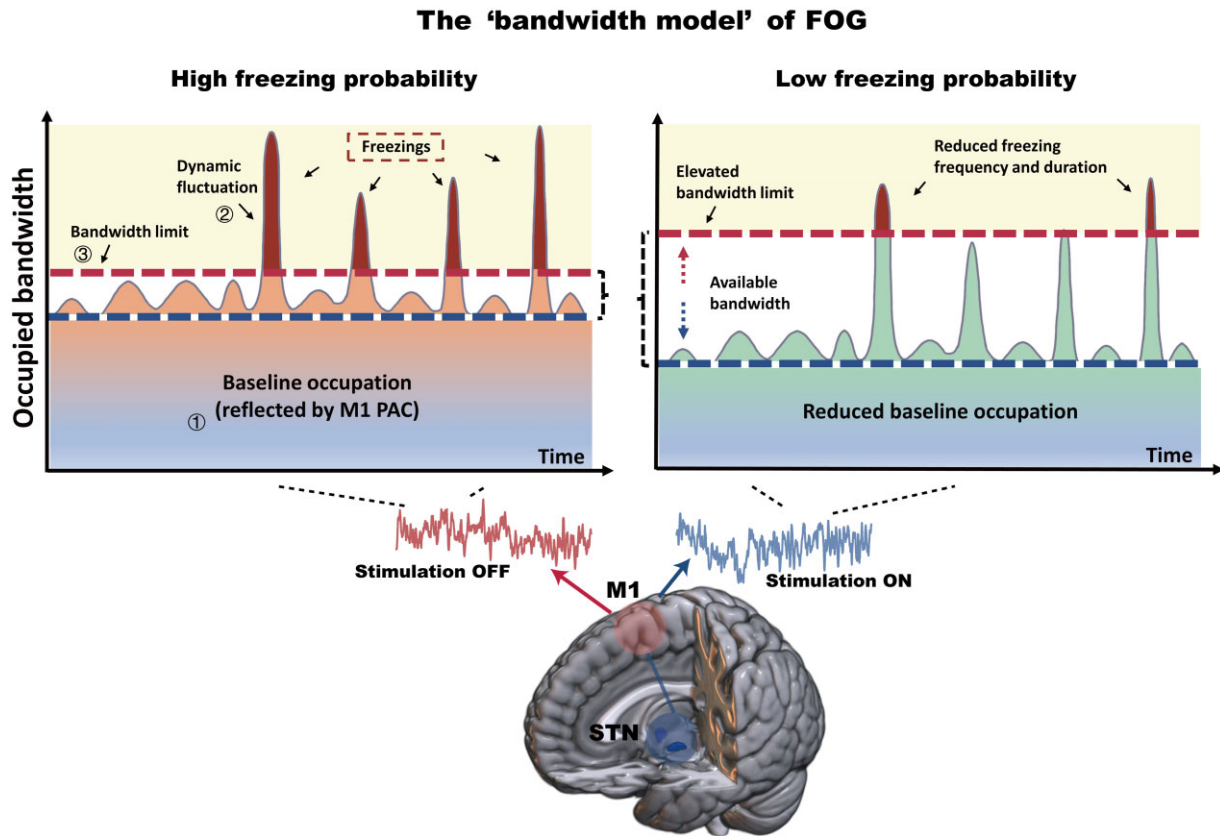 The ‘bandwidth model’ of FOG
High freezing probability
Occupied bandwidth
Freezings
Dynamic
fluctuation
②
Bandwidth limit
③
Baseline occupation
(reflected by M1 PAC)
①
Time
Low freezing probability
Reduced freezing
frequency and duration
Elevated
bandwidth limit
Available
bandwidth
Reduced baseline occupation
Time
Stimulation OFF
M1
Stimulation ON
STN